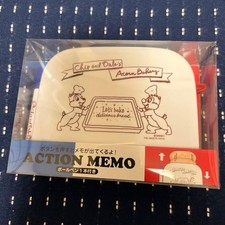 Chip and Dale's
Acorn Bakery
Let's bake
delicious bread
ボタンを押すとメモが出てくるよ!
ACTION MEMO
ボールペン1本付き